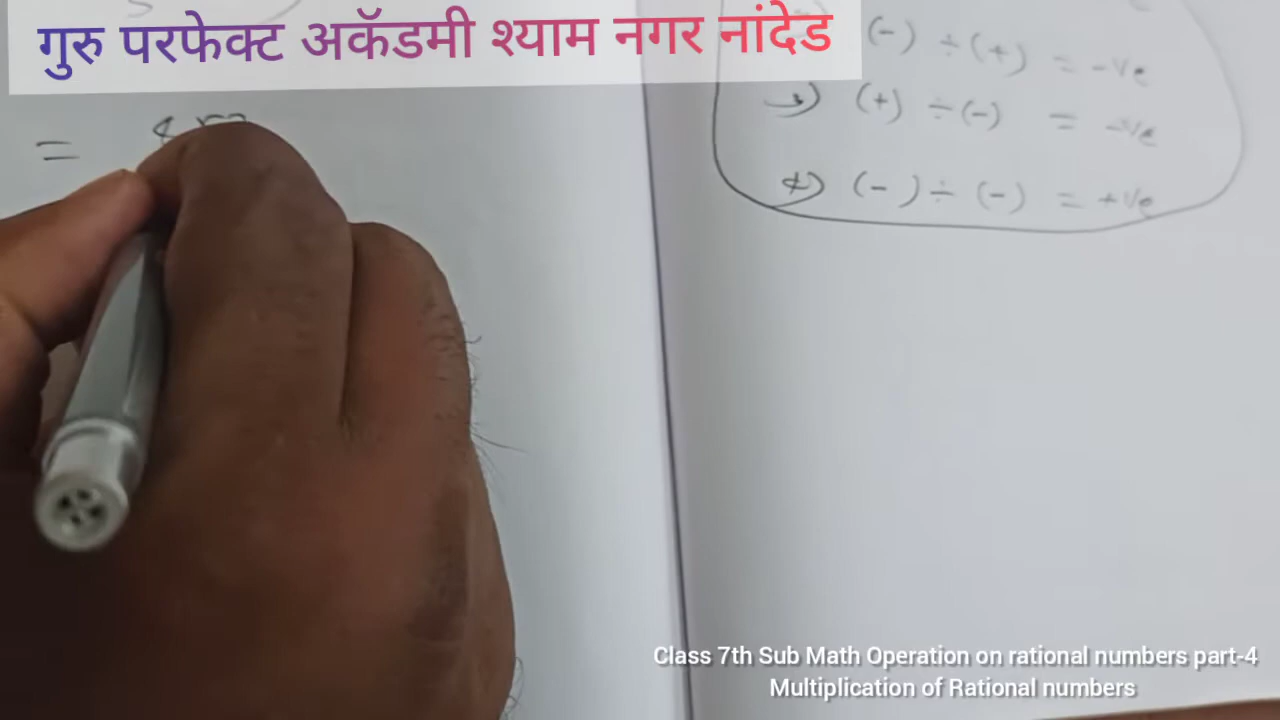 गुरु परफेक्ट अकॅडमी श्याम नगर नांदेड
(-) ÷ (+) = -ve
3) (+) ÷ (-) = -ve
4) (-) ÷ (-) = +ve
=
Class 7th Sub Math Operation on rational numbers part-4
Multiplication of Rational numbers